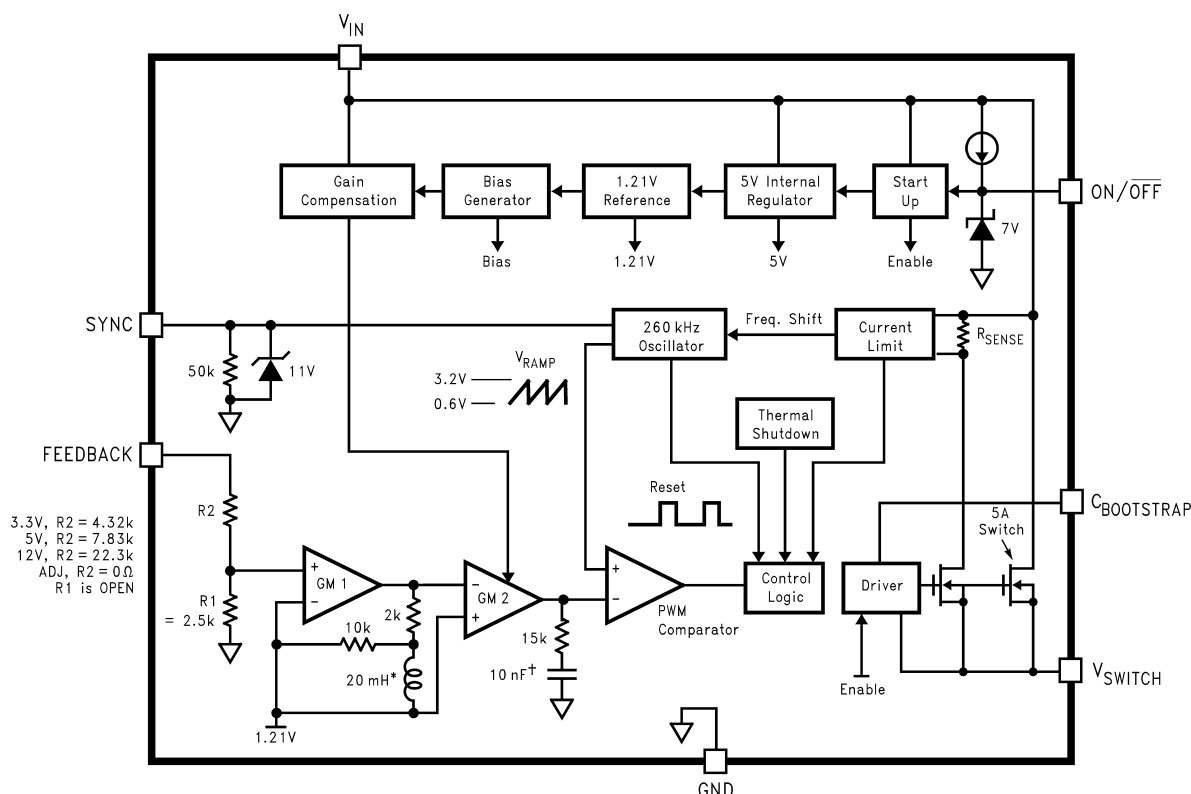 VIN
Gain
Compensation
Bias
Generator
1.21V
Reference
5V Internal
Regulator
Start
Up
ON/OFF
7V
Bias
1.21V
5V
Enable
SYNC
50k
11V
260 kHz
Oscillator
Freq. Shift
Current
Limit
RSENSE
VRAMP
3.2V
0.6V
Thermal
Shutdown
FEEDBACK
R2
3.3V, R2 = 4.32k
5V, R2 = 7.83k
12V, R2 = 22.3k
ADJ, R2 = 0Ω
R1 is OPEN
R1
= 2.5k
Reset
5A
Switch
CBOOTSTRAP
+
GM 1
−
−
GM 2
+
+
−
PWM
Comparator
Control
Logic
Driver
2k
10k
20 mH*
15k
10 nF†
1.21V
Enable
VSWITCH
GND